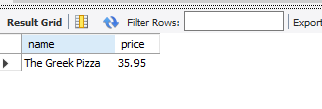 Result Grid Filter Rows: Export
name price
The Greek Pizza 35.95